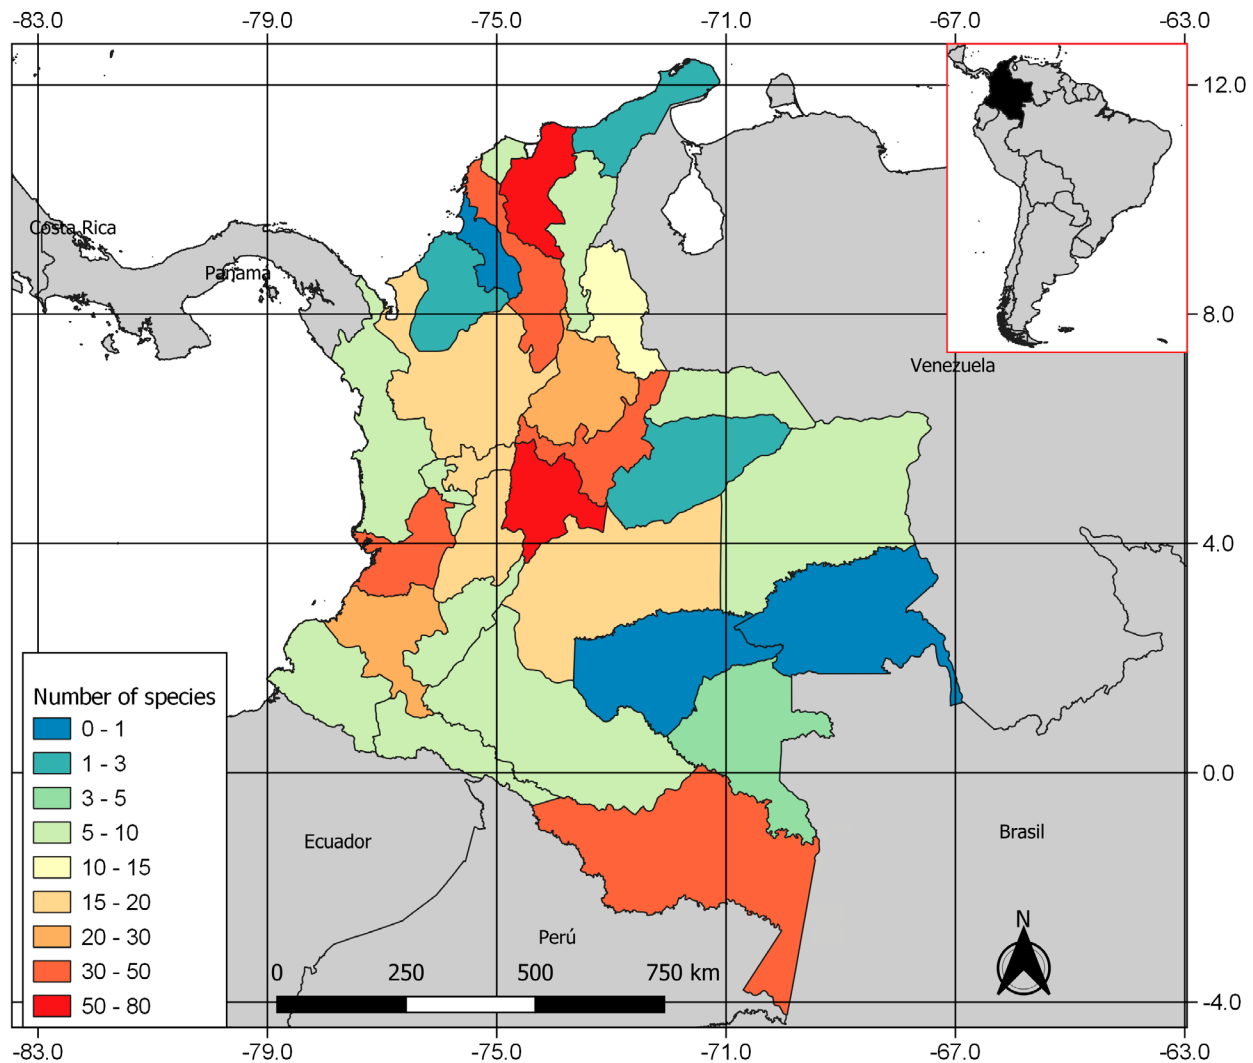 -83.0 -79.0 -75.0 -71.0 -67.0 -63.0
12.0
Costa Rica
Panamá
8.0
Venezuela
4.0
Number of species
0 - 1
1 - 3
3 - 5
5 - 10
10 - 15
15 - 20
20 - 30
30 - 50
50 - 80
0.0
Ecuador
Brasil
Perú
N
0 250 500 750 km
-4.0
-83.0 -79.0 -75.0 -71.0 -67.0 -63.0